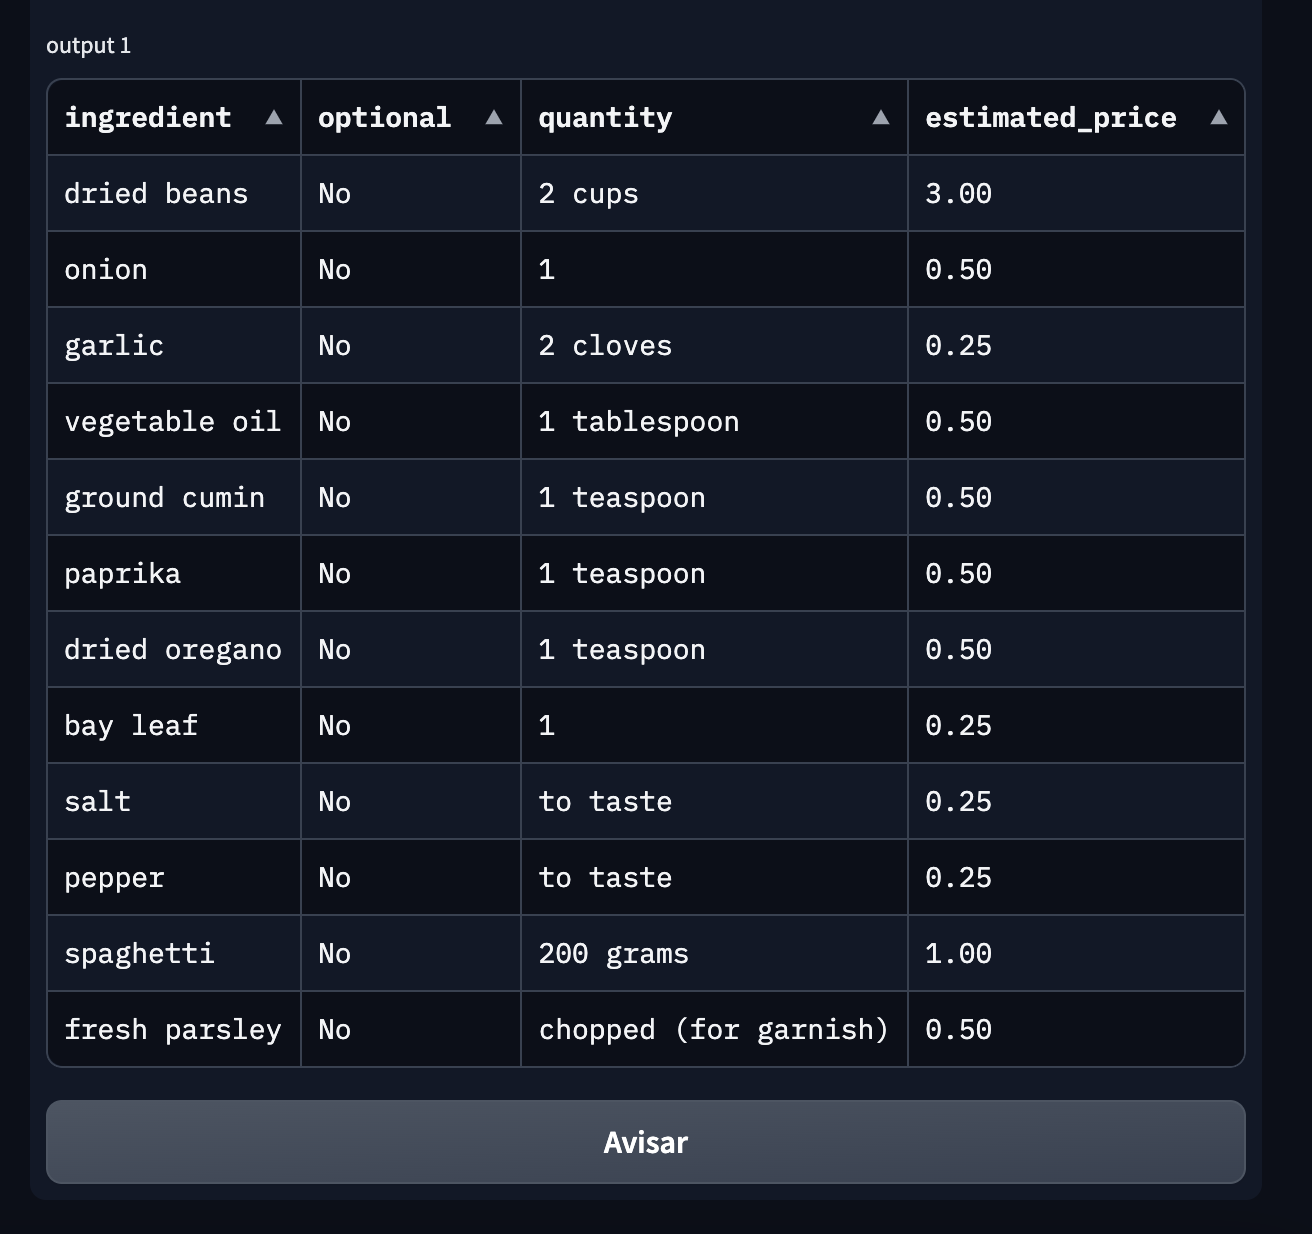 output 1
ingredient ▲ optional ▲ quantity ▲ estimated_price ▲
dried beans No 2 cups 3.00
onion No 1 0.50
garlic No 2 cloves 0.25
vegetable oil No 1 tablespoon 0.50
ground cumin No 1 teaspoon 0.50
paprika No 1 teaspoon 0.50
dried oregano No 1 teaspoon 0.50
bay leaf No 1 0.25
salt No to taste 0.25
pepper No to taste 0.25
spaghetti No 200 grams 1.00
fresh parsley No chopped (for garnish) 0.50
Avisar